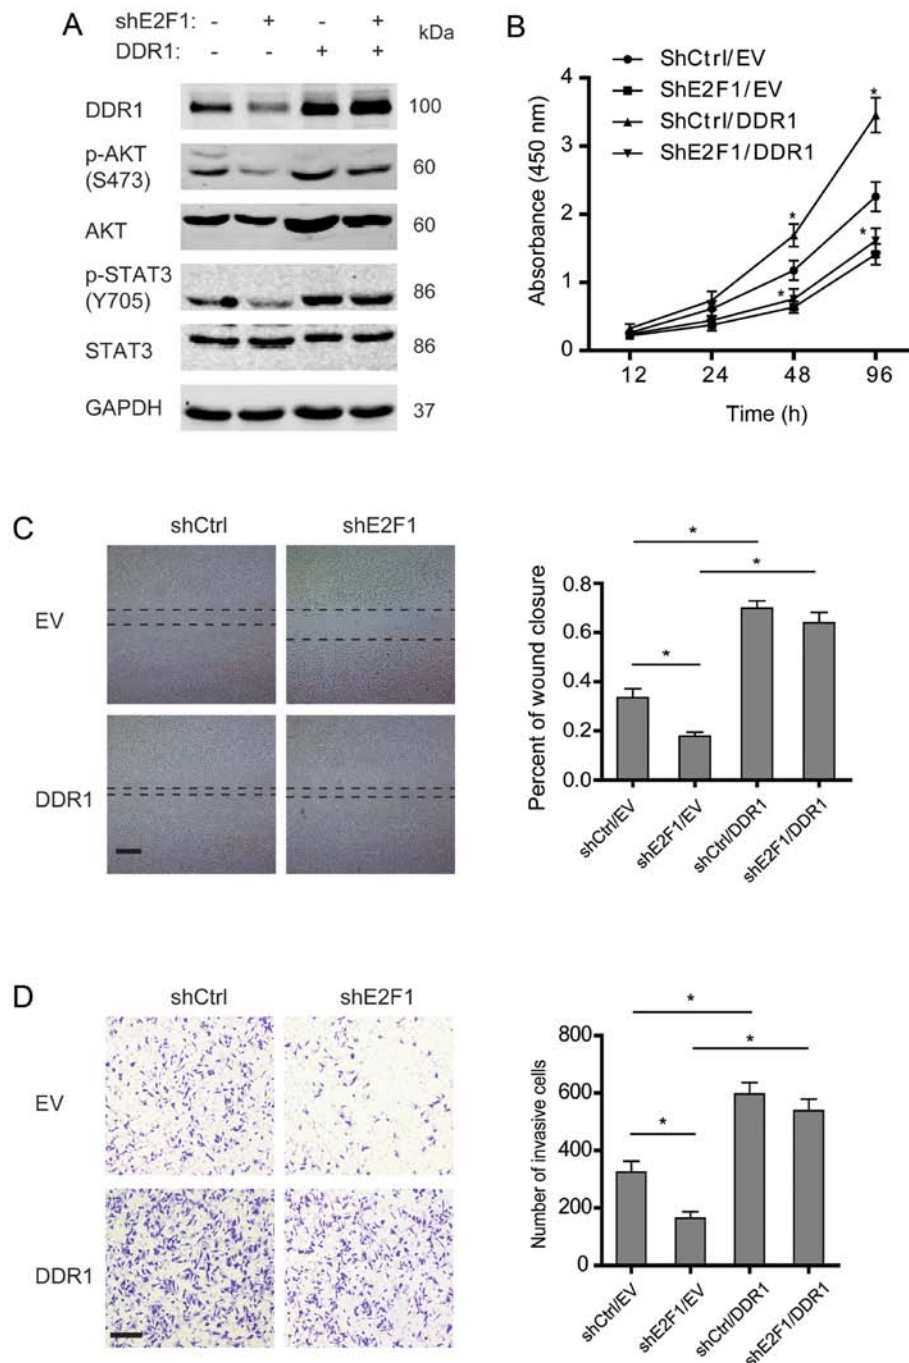 A
shE2F1: - + - +
DDR1: - - + +
kDa
DDR1 100
p-AKT
(S473) 60
AKT 60
p-STAT3
(Y705) 86
STAT3 86
GAPDH 37
B
ShCtrl/EV
ShE2F1/EV
ShCtrl/DDR1
ShE2F1/DDR1
Absorbance (450 nm)
4
3
2
1
0
* * * *
12 24 48 96
Time (h)
C
shCtrl shE2F1
EV
DDR1
Percent of wound closure
0.8
0.6
0.4
0.2
0.0
* * *
shCtrl/EV
shE2F1/EV
shCtrl/DDR1
shE2F1/DDR1
D
shCtrl shE2F1
EV
DDR1
Number of invasive cells
800
600
400
200
0
* * *
shCtrl/EV
shE2F1/EV
shCtrl/DDR1
shE2F1/DDR1